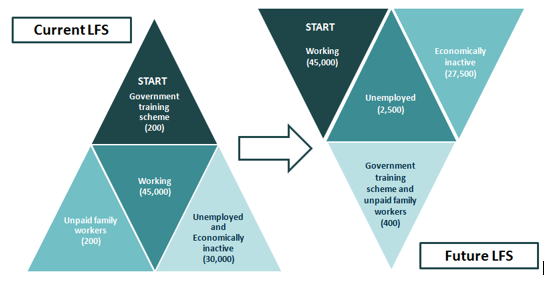 Current LFS
START
Government
training
scheme
(200)
Unpaid family
workers
(200)
Working
(45,000)
Unemployed
and
Economically
inactive
(30,000)
START
Working
(45,000)
Unemployed
(2,500)
Economically
inactive
(27,500)
Government
training
scheme and
unpaid family
workers
(400)
Future LFS